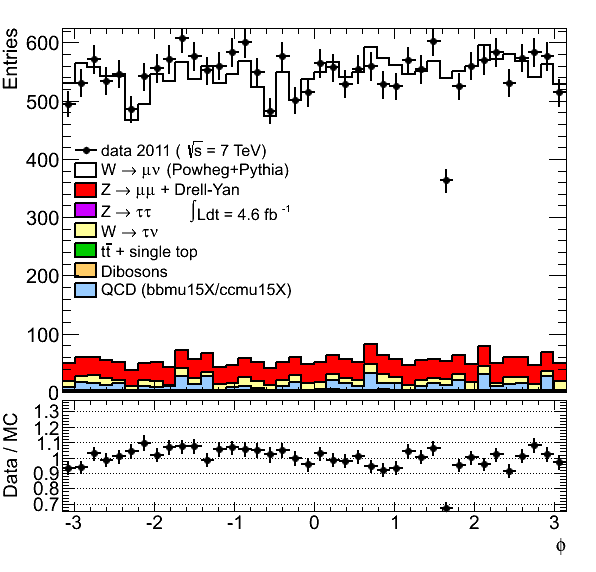 Entries
600
500
400
300
200
100
0
data 2011 ( √s = 7 TeV)
W → μν (Powheg+Pythia)
Z → μμ + Drell-Yan
Z → ττ ∫Ldt = 4.6 fb⁻¹
W → τν
tt̄ + single top
Dibosons
QCD (bbmu15X/ccmu15X)
Data / MC
1.3
1.2
1.1
1
0.9
0.8
0.7
-3 -2 -1 0 1 2 3
ϕ